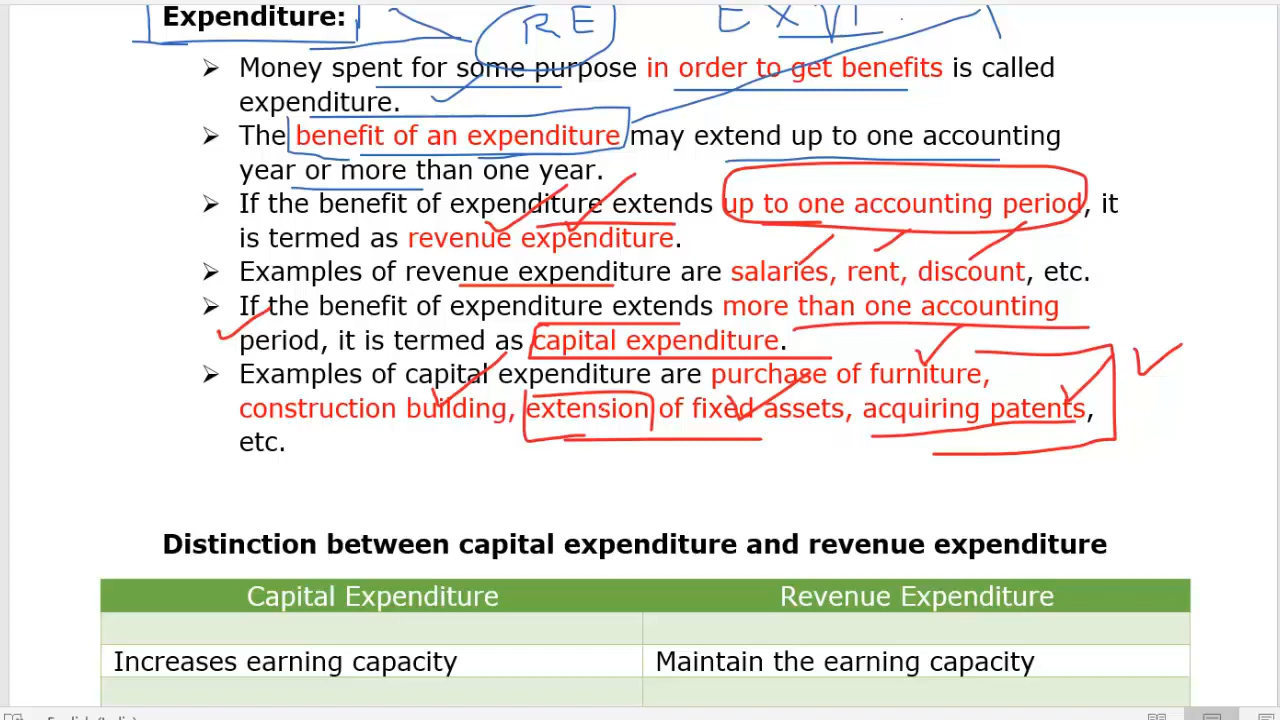 Expenditure:
R E
➢ Money spent for some purpose in order to get benefits is called
expenditure.
➢ The benefit of an expenditure may extend up to one accounting
year or more than one year.
➢ If the benefit of expenditure extends up to one accounting period, it
is termed as revenue expenditure.
➢ Examples of revenue expenditure are salaries, rent, discount, etc.
➢ If the benefit of expenditure extends more than one accounting
period, it is termed as capital expenditure.
➢ Examples of capital expenditure are purchase of furniture,
construction building, extension of fixed assets, acquiring patents,
etc.
Distinction between capital expenditure and revenue expenditure
Capital Expenditure Revenue Expenditure
Increases earning capacity Maintain the earning capacity